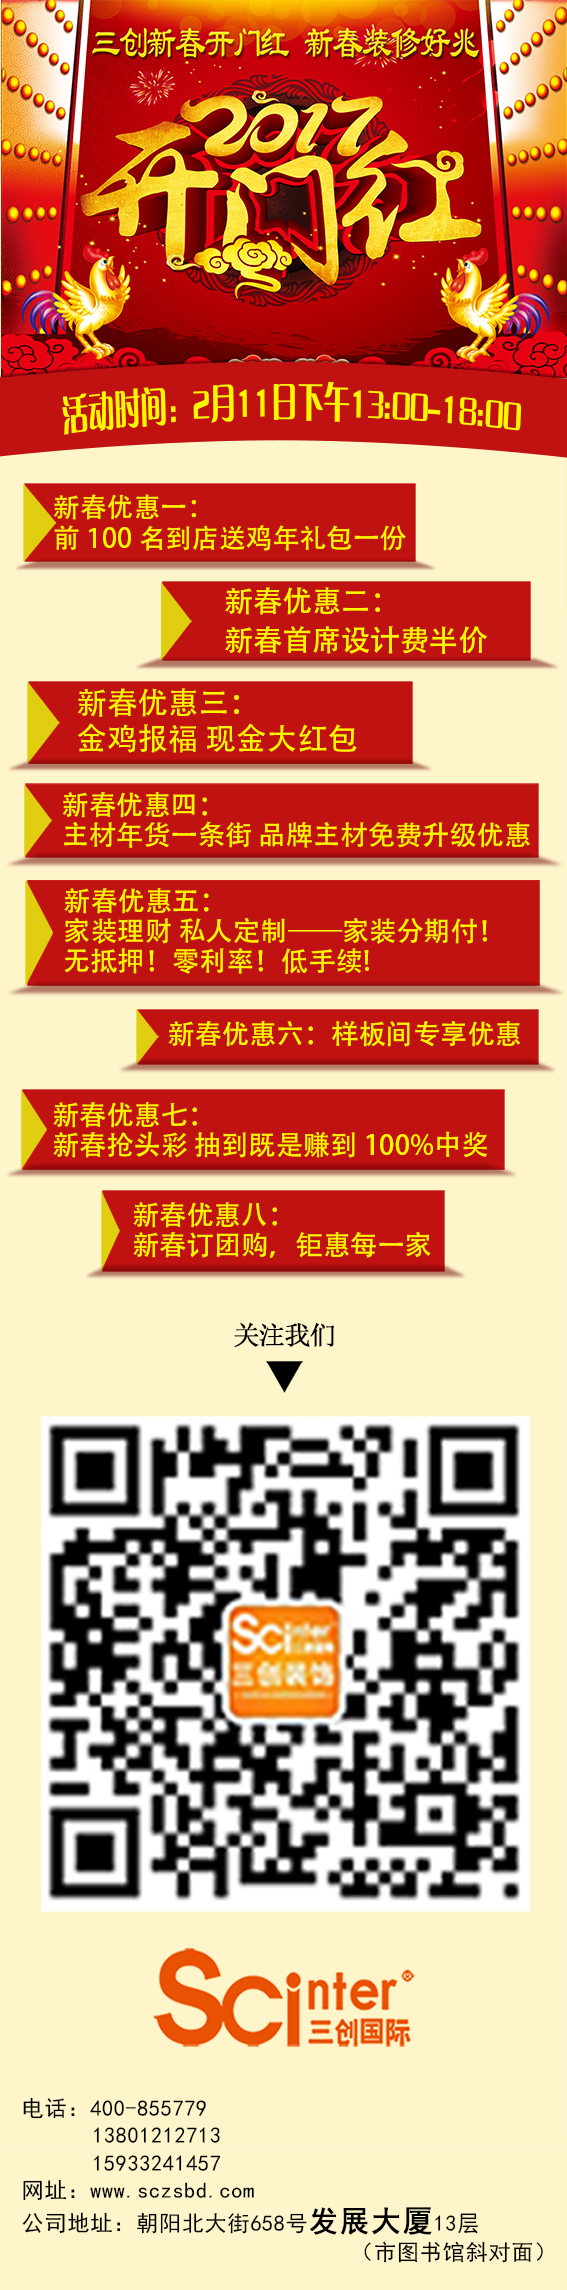 三创新春开门红 新春装修好兆
2017
开门红
活动时间：2月11日下午13:00-18:00
新春优惠一：
前 100 名到店送鸡年礼包一份
新春优惠二：
新春首席设计费半价
新春优惠三：
金鸡报福 现金大红包
新春优惠四：
主材年货一条街 品牌主材免费升级优惠
新春优惠五：
家装理财 私人定制——家装分期付！
无抵押！零利率！低手续!
新春优惠六：样板间专享优惠
新春优惠七：
新春抢头彩 抽到既是赚到 100%中奖
新春优惠八：
新春订团购，钜惠每一家
关注我们
Scinter
三创装饰
Scinter®
三创国际
电话：400-855779
13801212713
15933241457
网址：www.sczsbd.com
公司地址：朝阳北大街658号发展大厦13层
（市图书馆斜对面）